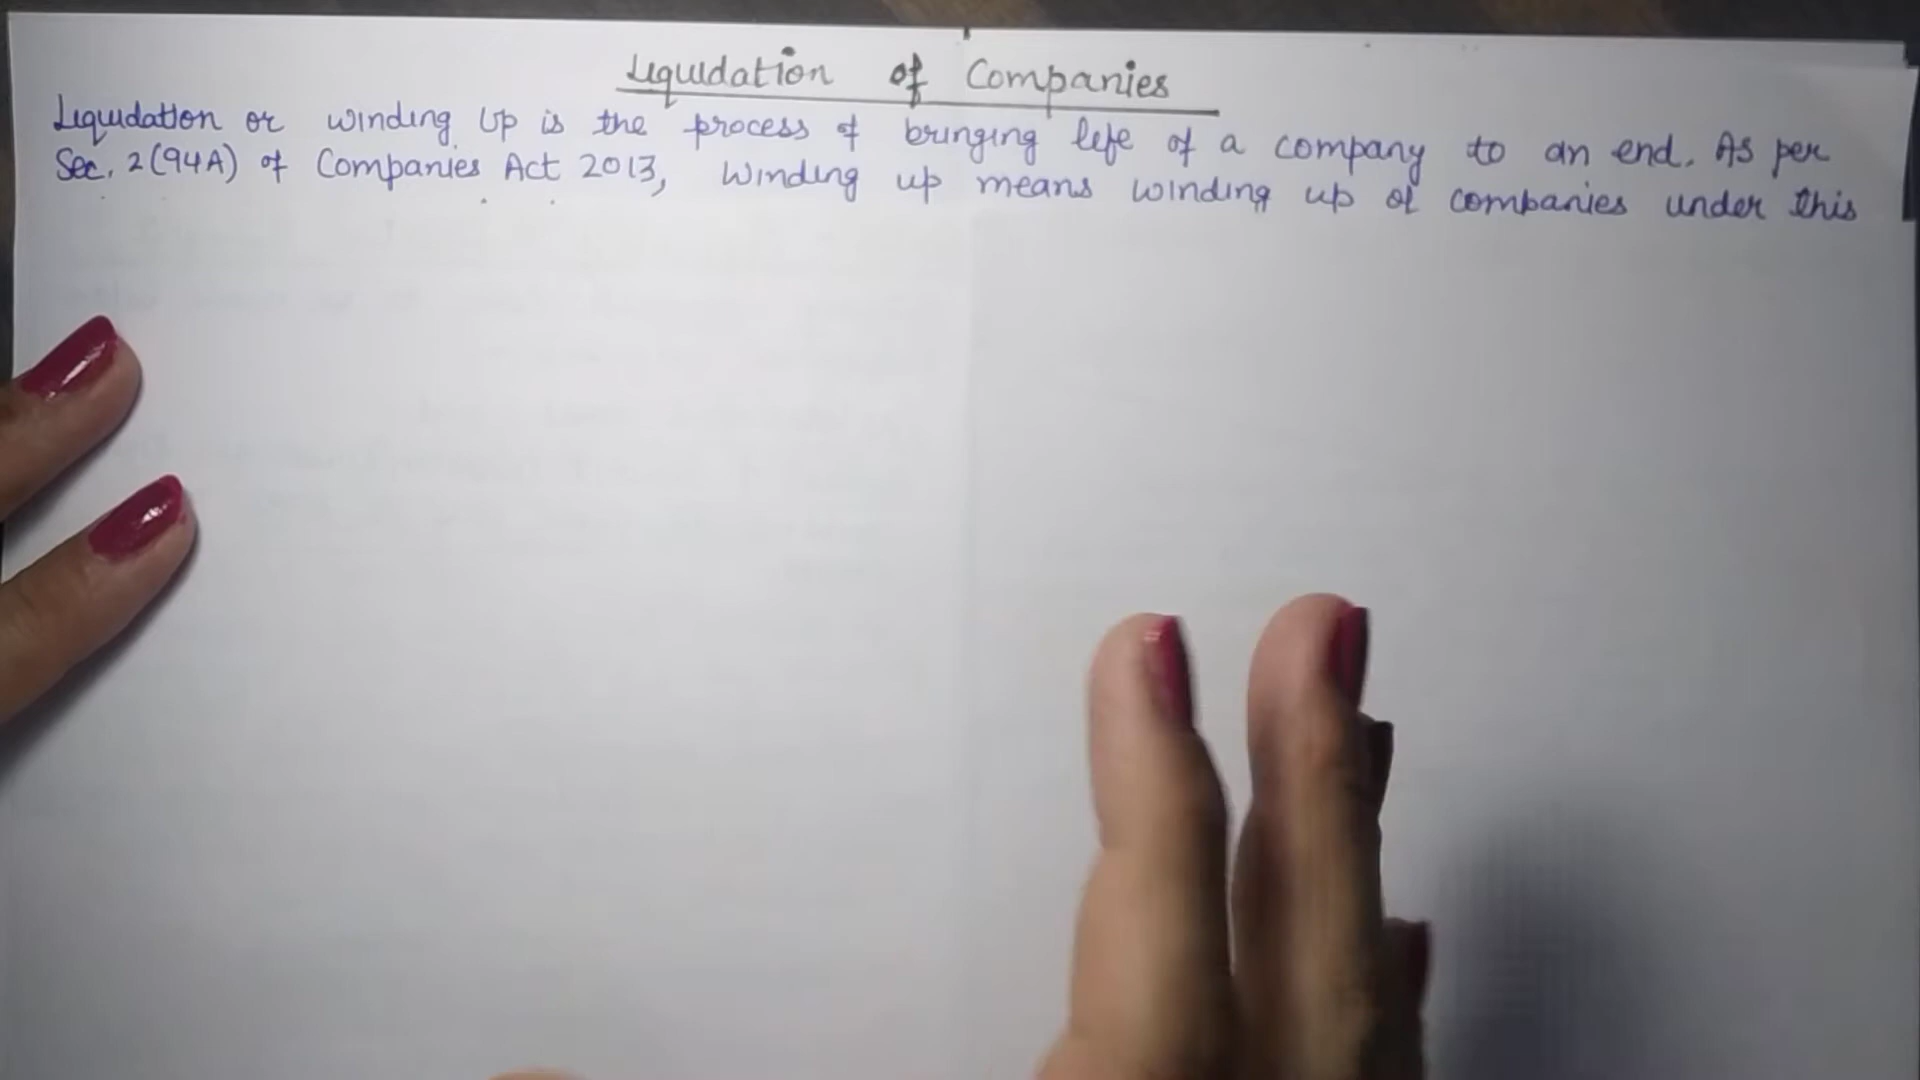 Liquidation of Companies
Liquidation or winding up is the process of bringing life of a company to an end. As per
Sec. 2(94A) of Companies Act 2013, Winding up means winding up of companies under this